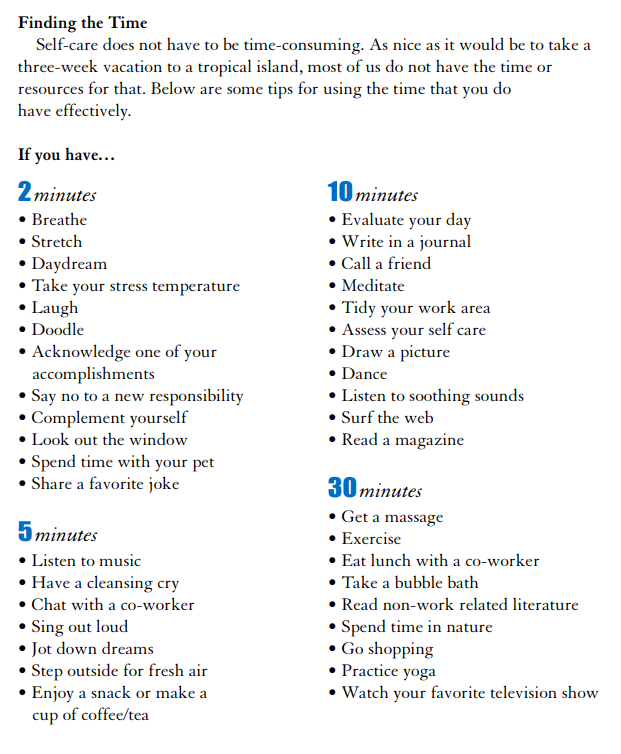 Finding the Time
Self-care does not have to be time-consuming. As nice as it would be to take a
three-week vacation to a tropical island, most of us do not have the time or
resources for that. Below are some tips for using the time that you do
have effectively.
If you have…
2 minutes
• Breathe
• Stretch
• Daydream
• Take your stress temperature
• Laugh
• Doodle
• Acknowledge one of your
accomplishments
• Say no to a new responsibility
• Complement yourself
• Look out the window
• Spend time with your pet
• Share a favorite joke
5 minutes
• Listen to music
• Have a cleansing cry
• Chat with a co-worker
• Sing out loud
• Jot down dreams
• Step outside for fresh air
• Enjoy a snack or make a
cup of coffee/tea
10 minutes
• Evaluate your day
• Write in a journal
• Call a friend
• Meditate
• Tidy your work area
• Assess your self care
• Draw a picture
• Dance
• Listen to soothing sounds
• Surf the web
• Read a magazine
30 minutes
• Get a massage
• Exercise
• Eat lunch with a co-worker
• Take a bubble bath
• Read non-work related literature
• Spend time in nature
• Go shopping
• Practice yoga
• Watch your favorite television show